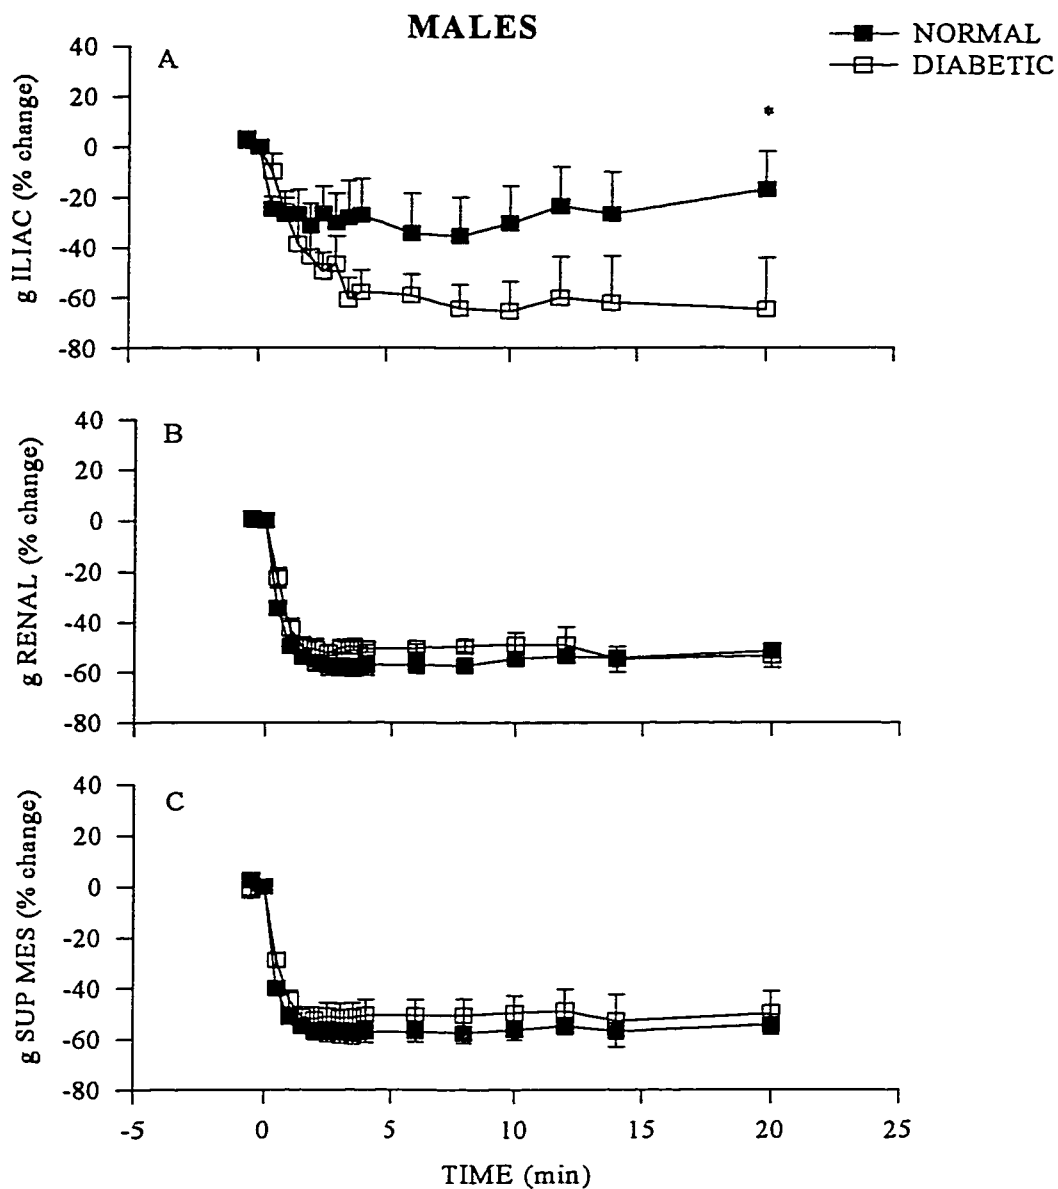 MALES
NORMAL
DIABETIC
A
g ILIAC (% change)
40
20
0
-20
-40
-60
-80
*
B
g RENAL (% change)
40
20
0
-20
-40
-60
-80
C
g SUP MES (% change)
40
20
0
-20
-40
-60
-80
-5 0 5 10 15 20 25
TIME (min)